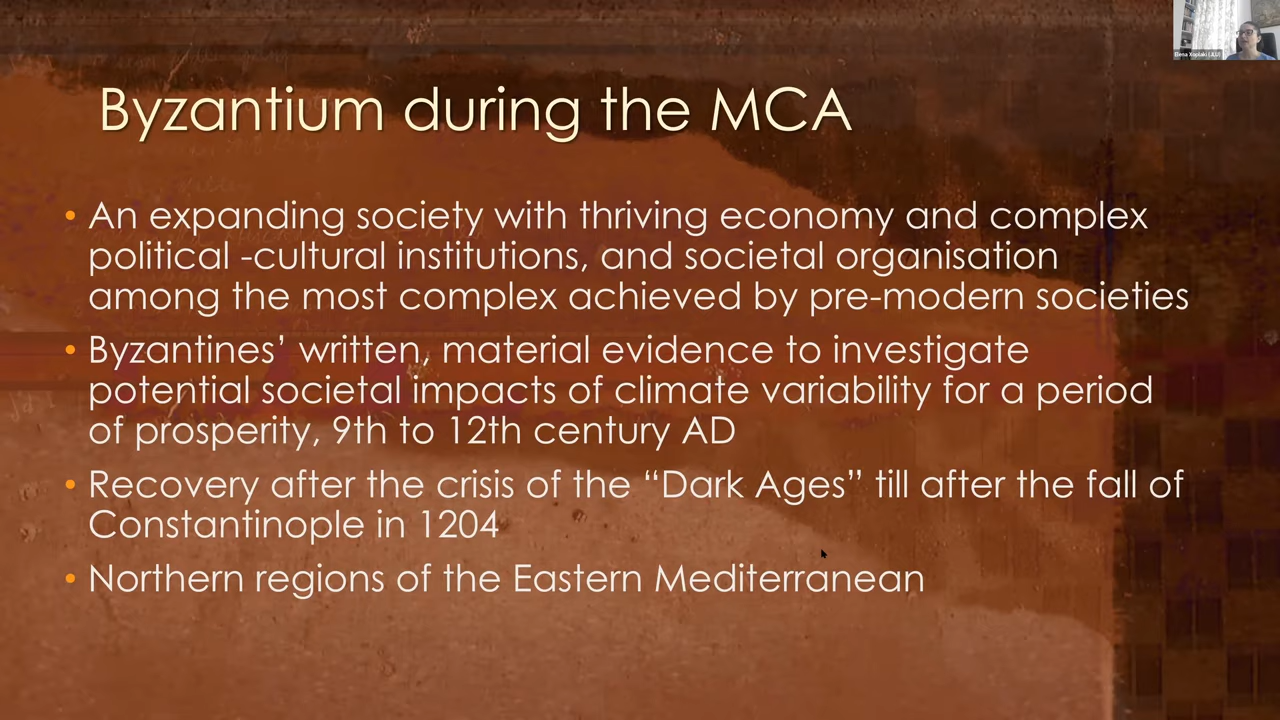 Byzantium during the MCA
• An expanding society with thriving economy and complex
political -cultural institutions, and societal organisation
among the most complex achieved by pre-modern societies
• Byzantines’ written, material evidence to investigate
potential societal impacts of climate variability for a period
of prosperity, 9th to 12th century AD
• Recovery after the crisis of the “Dark Ages” till after the fall of
Constantinople in 1204
• Northern regions of the Eastern Mediterranean
Elena Xoplaki